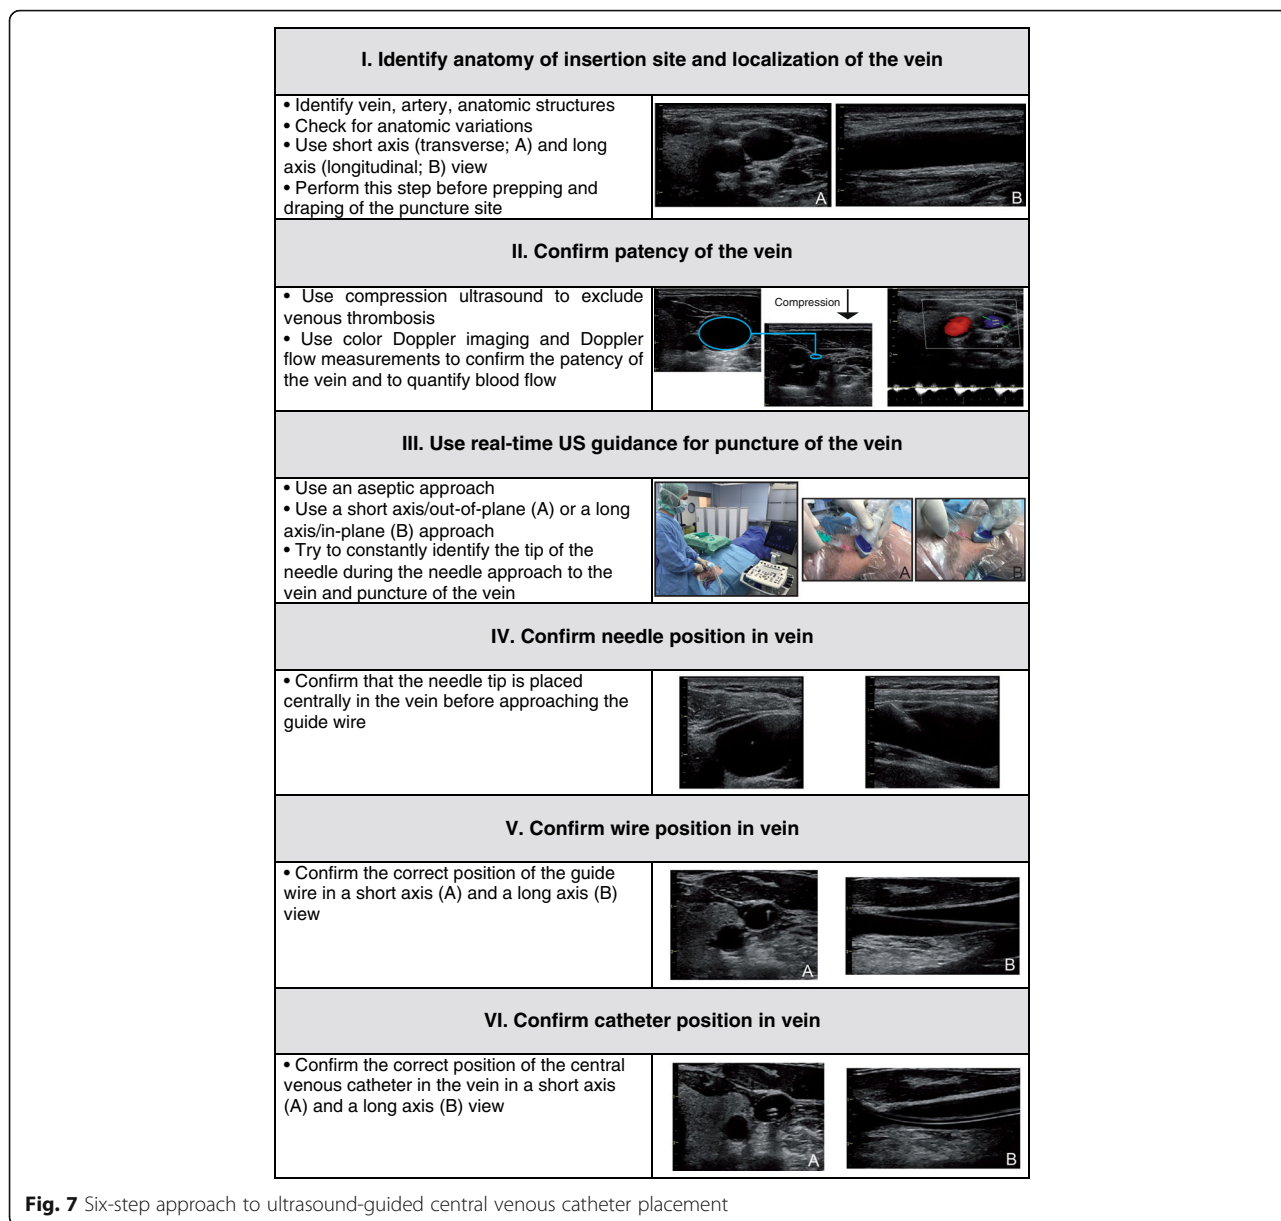 I. Identify anatomy of insertion site and localization of the vein
• Identify vein, artery, anatomic structures
• Check for anatomic variations
• Use short axis (transverse; A) and long
axis (longitudinal; B) view
• Perform this step before prepping and
draping of the puncture site
A
B
II. Confirm patency of the vein
• Use compression ultrasound to exclude
venous thrombosis
• Use color Doppler imaging and Doppler
flow measurements to confirm the patency of
the vein and to quantify blood flow
Compression
III. Use real-time US guidance for puncture of the vein
• Use an aseptic approach
• Use a short axis/out-of-plane (A) or a long
axis/in-plane (B) approach
• Try to constantly identify the tip of the
needle during the needle approach to the
vein and puncture of the vein
A
B
IV. Confirm needle position in vein
• Confirm that the needle tip is placed
centrally in the vein before approaching the
guide wire
V. Confirm wire position in vein
• Confirm the correct position of the guide
wire in a short axis (A) and a long axis (B)
view
A
B
VI. Confirm catheter position in vein
• Confirm the correct position of the central
venous catheter in the vein in a short axis
(A) and a long axis (B) view
A
B
Fig. 7 Six-step approach to ultrasound-guided central venous catheter placement